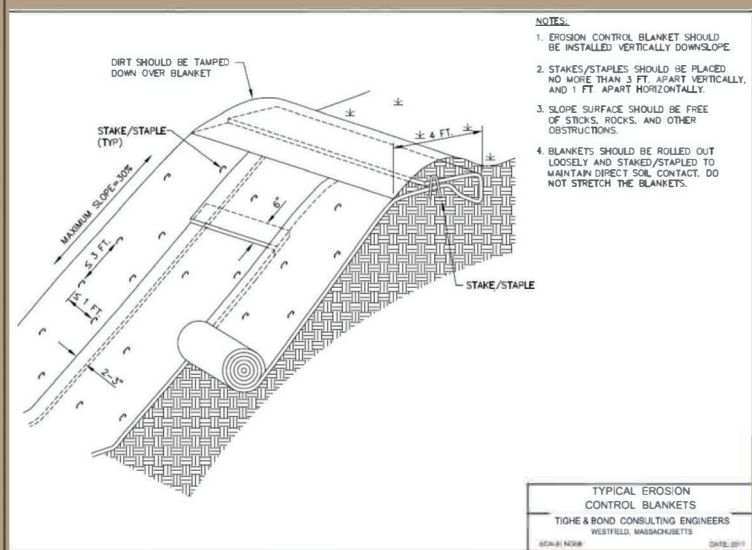 NOTES:
1. EROSION CONTROL BLANKET SHOULD
BE INSTALLED VERTICALLY DOWNSLOPE
2. STAKES/STAPLES SHOULD BE PLACED
NO MORE THAN 3 FT. APART VERTICALLY,
AND 1 FT. APART HORIZONTALLY.
3. SLOPE SURFACE SHOULD BE FREE
OF STICKS, ROCKS, AND OTHER
OBSTRUCTIONS.
4. BLANKETS SHOULD BE ROLLED OUT
LOOSELY AND STAKED/STAPLED TO
MAINTAIN DIRECT SOIL CONTACT. DO
NOT STRETCH THE BLANKETS.
DIRT SHOULD BE TAMPED
DOWN OVER BLANKET
STAKE/STAPLE
(TYP)
4 FT.
MAXIMUM SLOPE=30%
6"
≤ 3 FT.
≤ 1 FT
2-3"
STAKE/STAPLE
TYPICAL EROSION
CONTROL BLANKETS
TIGHE & BOND CONSULTING ENGINEERS
WESTFIELD, MASSACHUSETTS
DATE: 2011